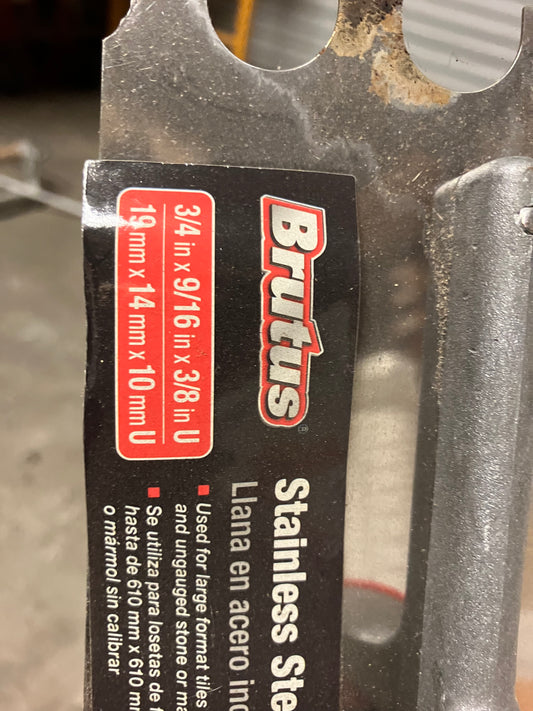 Brutus®
3/4 in x 9/16 in x 3/8 in U
19 mm x 14 mm x 10 mm U
Stainless
Llana en acero
Used for large format tiles
and ungauged stone or
Se utiliza para losetas de
hasta de 610 mm x 610
o mármol sin calibrar